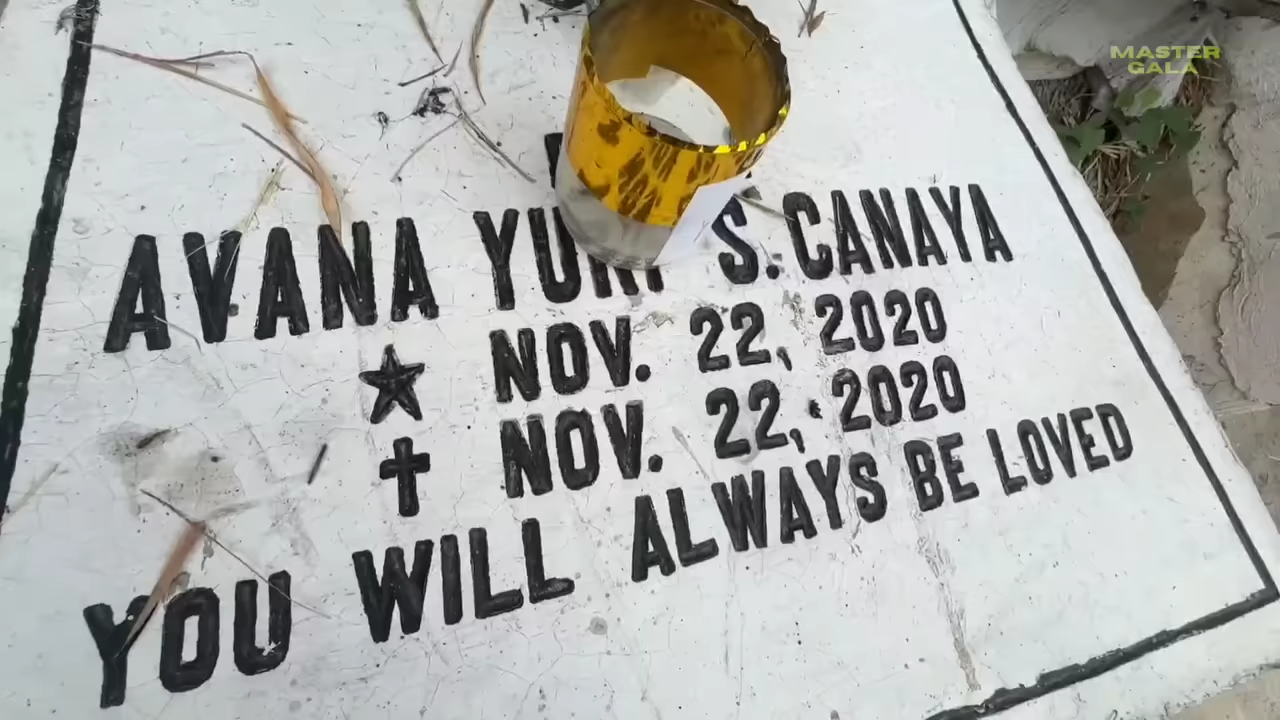 MASTER
GALA
AVANA S. CANAYA
NOV. 22, 2020
NOV. 22, 2020
YOU WILL ALWAYS BE LOVED